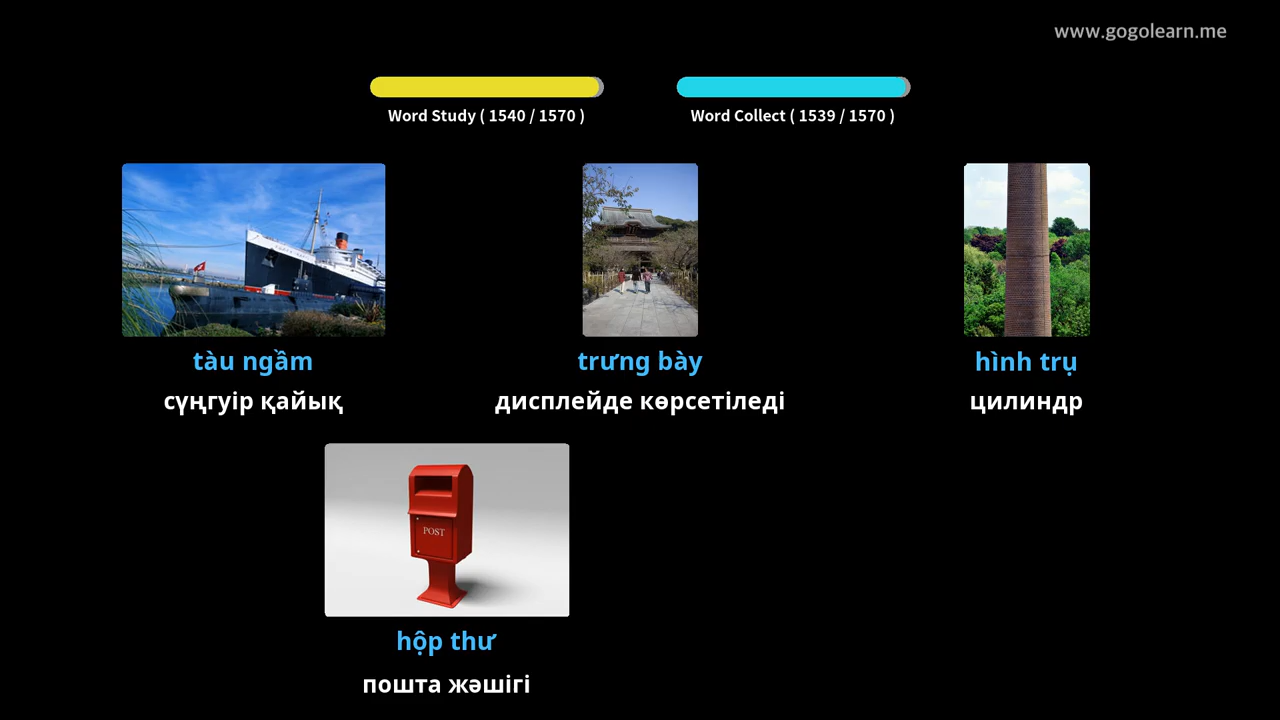 www.gogolearn.me
Word Study ( 1540 / 1570 )
Word Collect ( 1539 / 1570 )
tàu ngầm
сүңгуір қайық
trưng bày
дисплейде көрсетіледі
hình trụ
цилиндр
POST
hộp thư
пошта жәшігі